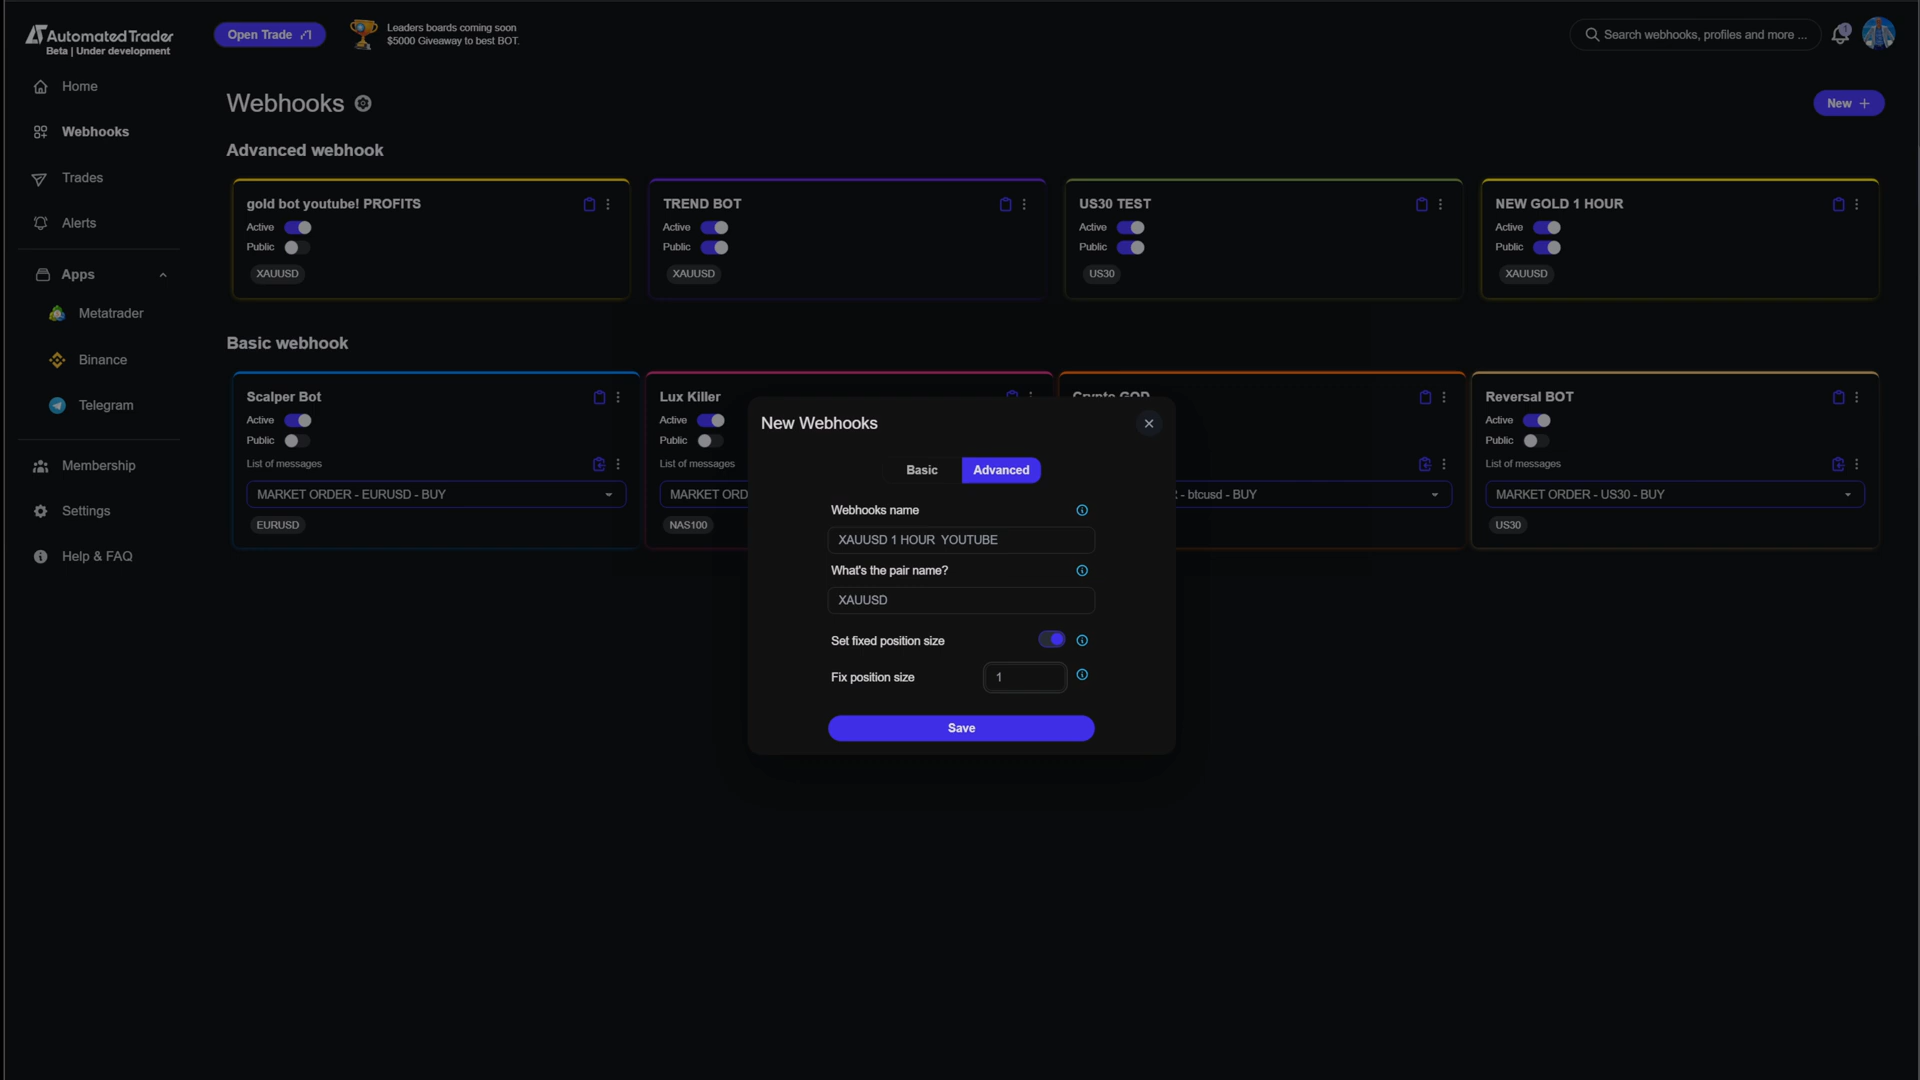 AutomatedTrader
Beta | Under development
Open Trade
Leaders boards coming soon
$5000 Giveaway to best BOT.
Search webhooks, profiles and more ...
Home
Webhooks
Trades
Alerts
Apps
Metatrader
Binance
Telegram
Membership
Settings
Help & FAQ
Webhooks
New
Advanced webhook
gold bot youtube! PROFITS
Active
Public
XAUUSD
TREND BOT
Active
Public
XAUUSD
US30 TEST
Active
Public
US30
NEW GOLD 1 HOUR
Active
Public
XAUUSD
Basic webhook
Scalper Bot
Active
Public
List of messages
MARKET ORDER - EURUSD - BUY
EURUSD
Lux Killer
Active
Public
List of messages
MARKET ORD
NAS100
Crypto GOD
- btcusd - BUY
Reversal BOT
Active
Public
List of messages
MARKET ORDER - US30 - BUY
US30
New Webhooks
Basic
Advanced
Webhooks name
XAUUSD 1 HOUR YOUTUBE
What's the pair name?
XAUUSD
Set fixed position size
Fix position size
1
Save